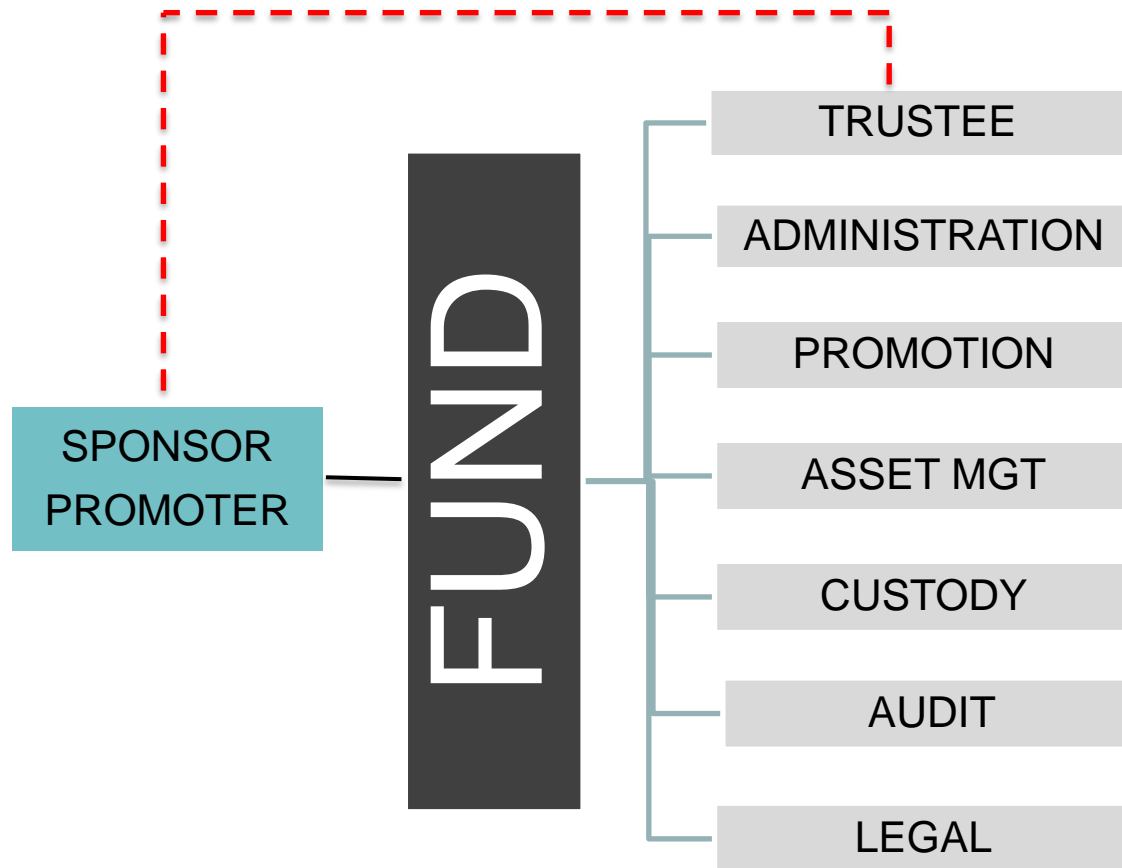 SPONSOR
PROMOTER
FUND
TRUSTEE
ADMINISTRATION
PROMOTION
ASSET MGT
CUSTODY
AUDIT
LEGAL